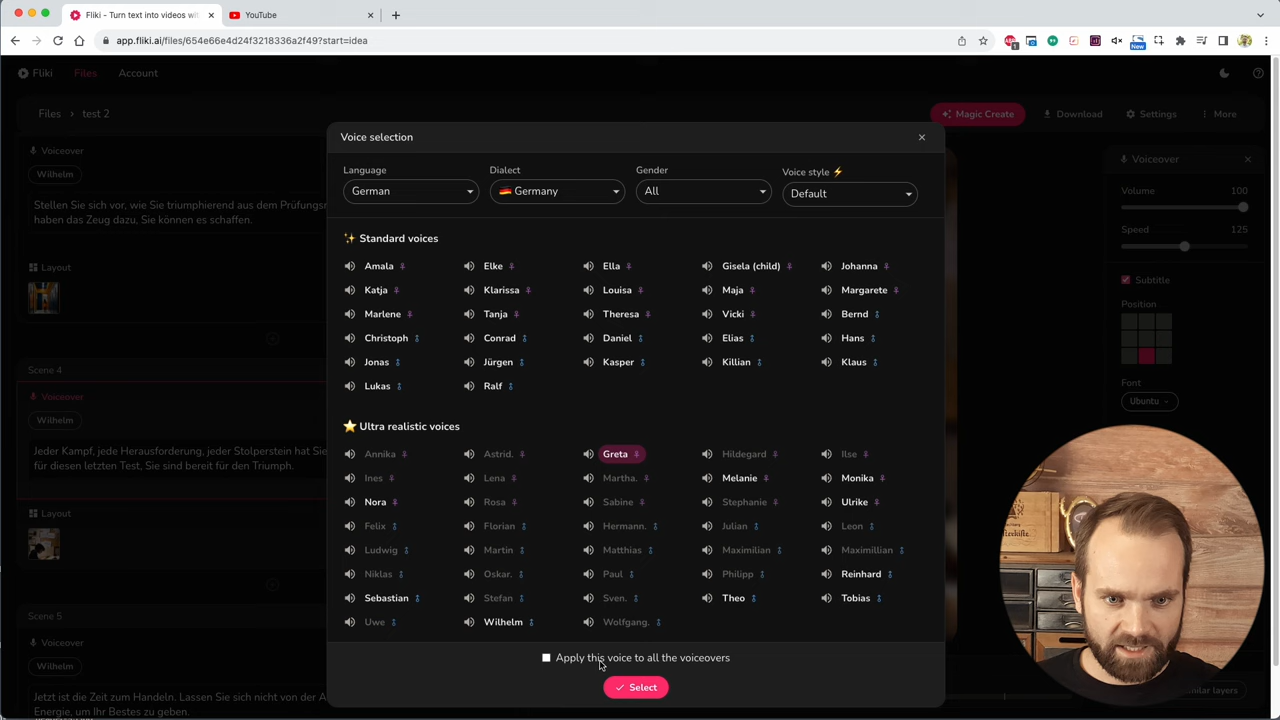 Fliki - Turn text into videos wit
YouTube
app.fliki.ai/files/654e66e4d24f3218336a2f49?start=idea
New
Fliki Files Account
Files > test 2
Magic Create Download Settings More
Voiceover
Wilhelm
Stellen Sie sich vor, wie Sie triumphierend aus dem Prüfungsr
haben das Zeug dazu, Sie können es schaffen.
Layout
Scene 4
Voiceover
Wilhelm
Jeder Kampf, jede Herausforderung, jeder Stolperstein hat Sie
für diesen letzten Test, Sie sind bereit für den Triumph.
Layout
Scene 5
Voiceover
Wilhelm
Jetzt ist die Zeit zum Handeln. Lassen Sie sich nicht von der A
Energie, um Ihr Bestes zu geben.
Voice selection
Language Dialect Gender Voice style
German Germany All Default
Standard voices
Amala Elke Ella Gisela (child) Johanna
Katja Klarissa Louisa Maja Margarete
Marlene Tanja Theresa Vicki Bernd
Christoph Conrad Daniel Elias Hans
Jonas Jürgen Kasper Killian Klaus
Lukas Ralf
Ultra realistic voices
Annika Astrid. Greta Hildegard Ilse
Ines Lena Martha. Melanie Monika
Nora Rosa Sabine Stephanie Ulrike
Felix Florian Hermann. Julian Leon
Ludwig Martin Matthias Maximilian Maximillian
Niklas Oskar. Paul Philipp Reinhard
Sebastian Stefan Sven. Theo Tobias
Uwe Wilhelm Wolfgang.
Apply this voice to all the voiceovers
Select
Voiceover
Volume 100
Speed 125
Subtitle
Position
Font
Ubuntu
milar layers